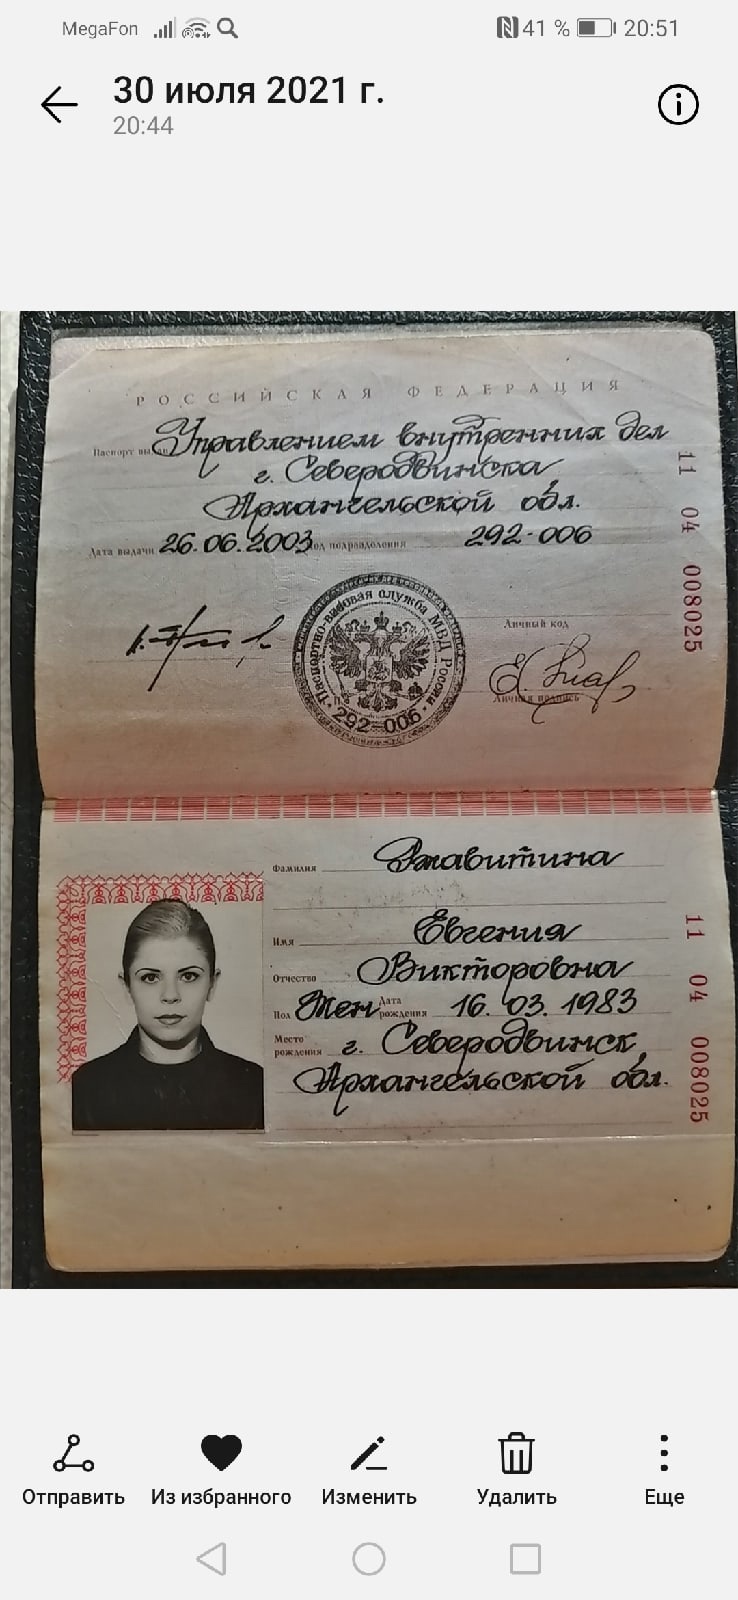 MegaFon 41 % 20:51
30 июля 2021 г.
20:44
РОССИЙСКАЯ ФЕДЕРАЦИЯ
Паспорт выдан Управлением внутренних дел
г. Северодвинска
Архангельской обл.
Дата выдачи 26.06.2003 Код подразделения 292-006
11 04 008025
Личный код
Личная подпись
Паспортно-визовая служба МВД России
292-006
Фамилия
Имя Евгения
Отчество Викторовна
Пол Жен Дата рождения 16.03.1983
Место рождения г. Северодвинск
Архангельской обл.
11 04 008025
Отправить Из избранного Изменить Удалить Еще